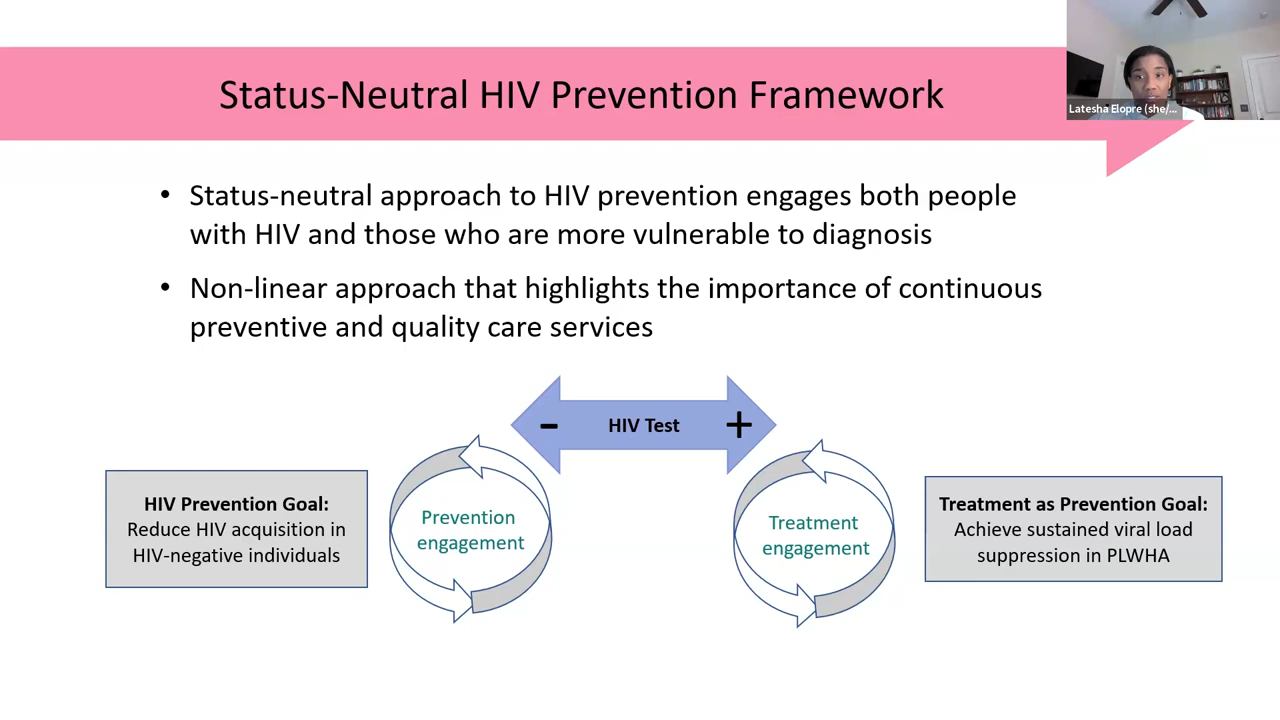 Status-Neutral HIV Prevention Framework
Latesha Elopre (she/...
• Status-neutral approach to HIV prevention engages both people
with HIV and those who are more vulnerable to diagnosis
• Non-linear approach that highlights the importance of continuous
preventive and quality care services
- HIV Test +
HIV Prevention Goal:
Reduce HIV acquisition in
HIV-negative individuals
Prevention
engagement
Treatment
engagement
Treatment as Prevention Goal:
Achieve sustained viral load
suppression in PLWHA